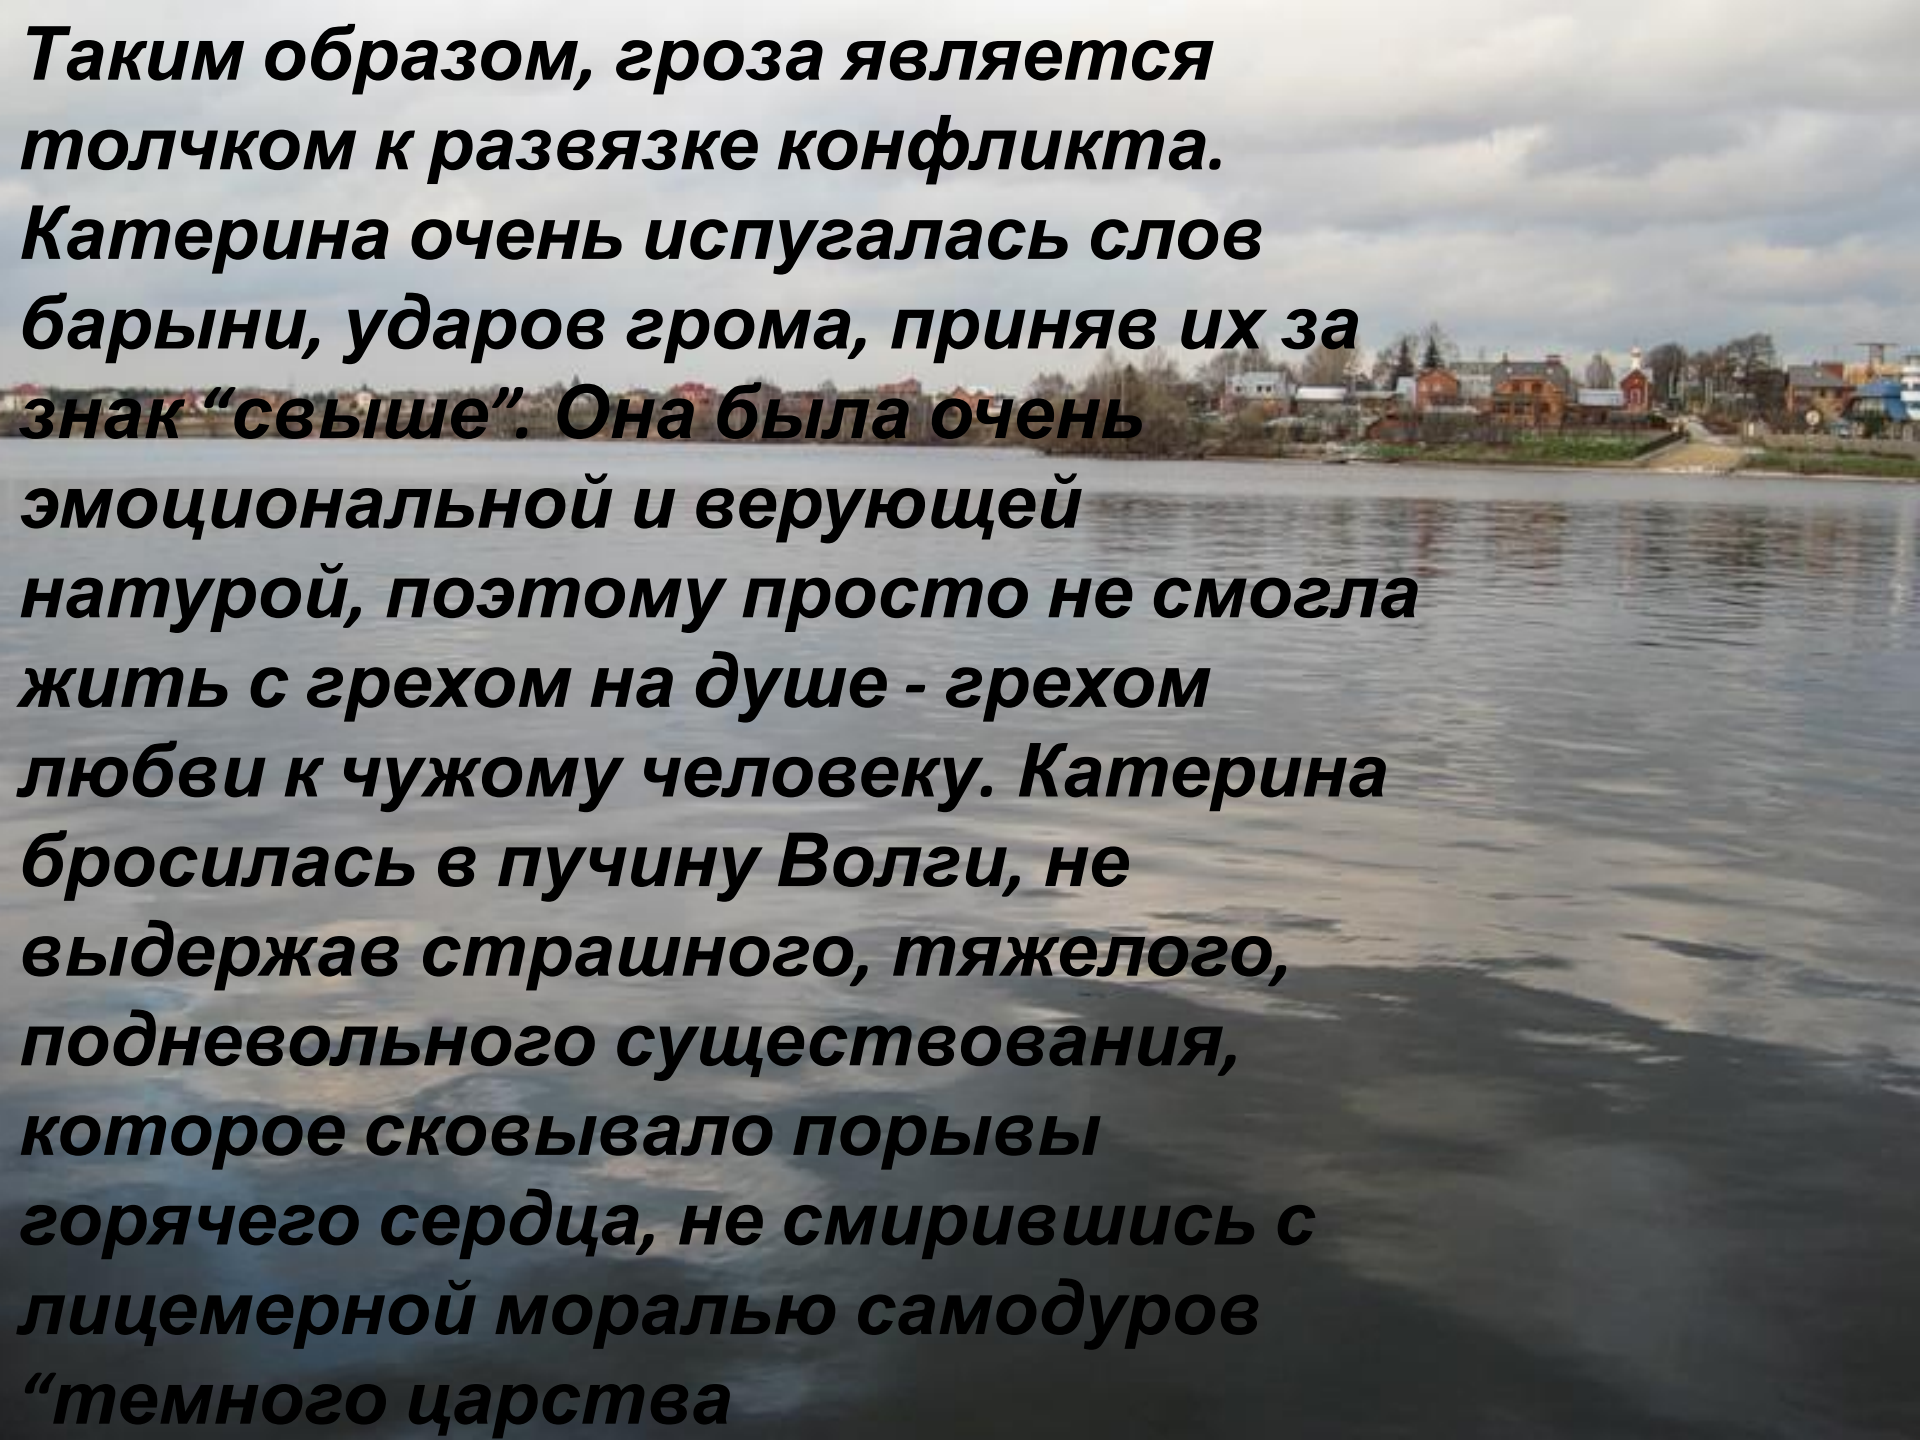 Таким образом, гроза является
толчком к развязке конфликта.
Катерина очень испугалась слов
барыни, ударов грома, приняв их за
знак “свыше”. Она была очень
эмоциональной и верующей
натурой, поэтому просто не смогла
жить с грехом на душе - грехом
любви к чужому человеку. Катерина
бросилась в пучину Волги, не
выдержав страшного, тяжелого,
подневольного существования,
которое сковывало порывы
горячего сердца, не смирившись с
лицемерной моралью самодуров
“темного царства